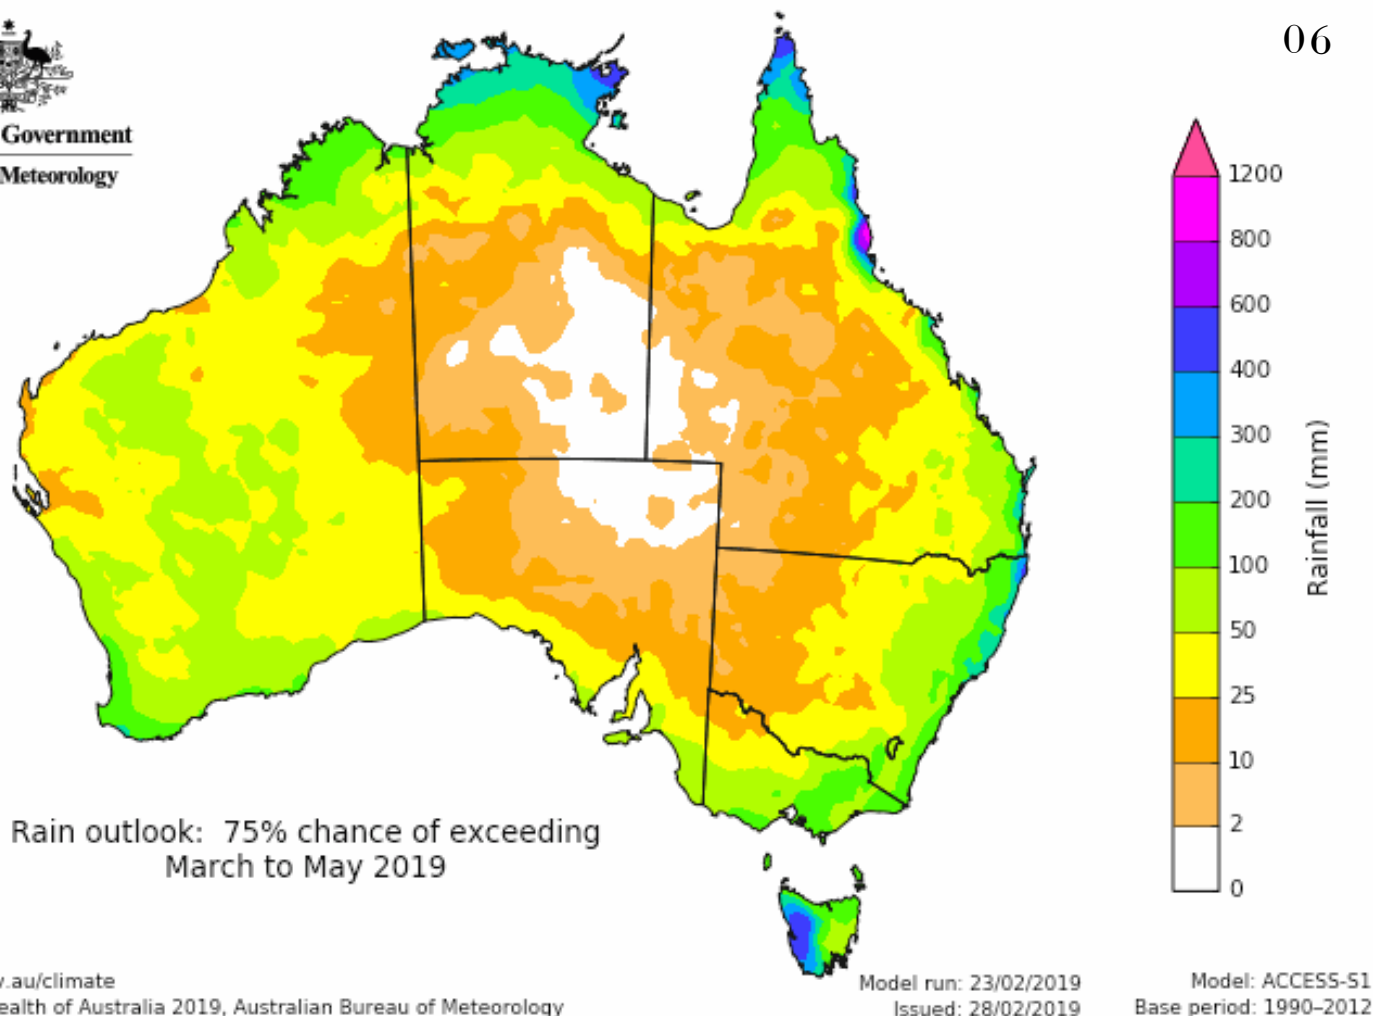 06
Government
Meteorology
1200
800
600
400
300
200
100
50
25
10
2
0
Rainfall (mm)
Rain outlook: 75% chance of exceeding
March to May 2019
v.au/climate
ealth of Australia 2019, Australian Bureau of Meteorology
Model run: 23/02/2019
Issued: 28/02/2019
Model: ACCESS-S1
Base period: 1990–2012